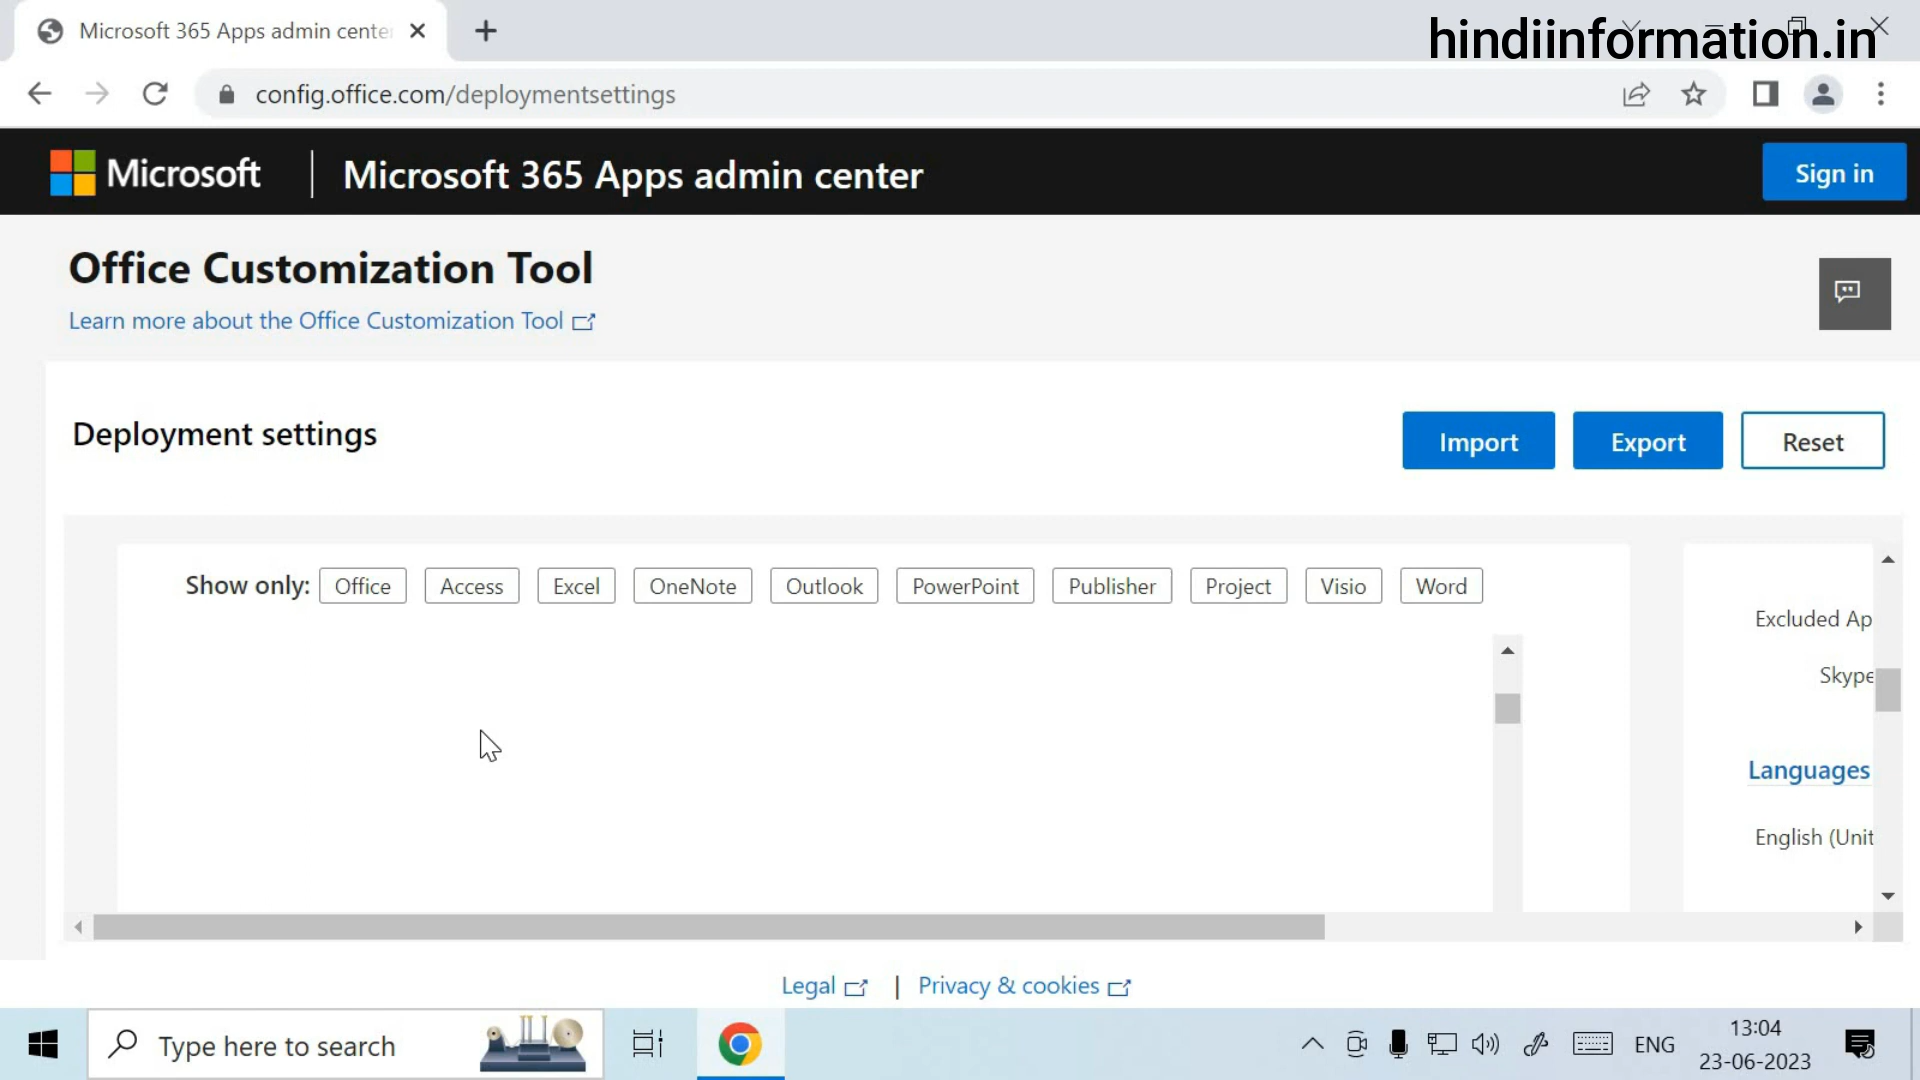 Microsoft 365 Apps admin cente
hindiinformation.in
config.office.com/deploymentsettings
Microsoft
Microsoft 365 Apps admin center
Sign in
Office Customization Tool
Learn more about the Office Customization Tool
Deployment settings
Import
Export
Reset
Show only: Office Access Excel OneNote Outlook PowerPoint Publisher Project Visio Word
Excluded Ap
Skype
Languages
English (Unit
Legal | Privacy & cookies
Type here to search
ENG
13:04
23-06-2023